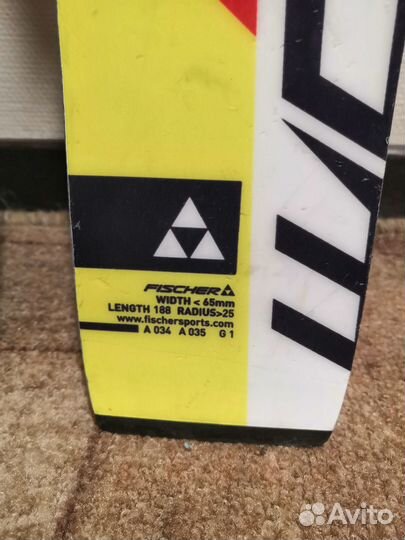 FISCHER
WIDTH < 65mm
LENGTH 188 RADIUS>25
www.fischersports.com
A 034 A 035 G 1
Avito